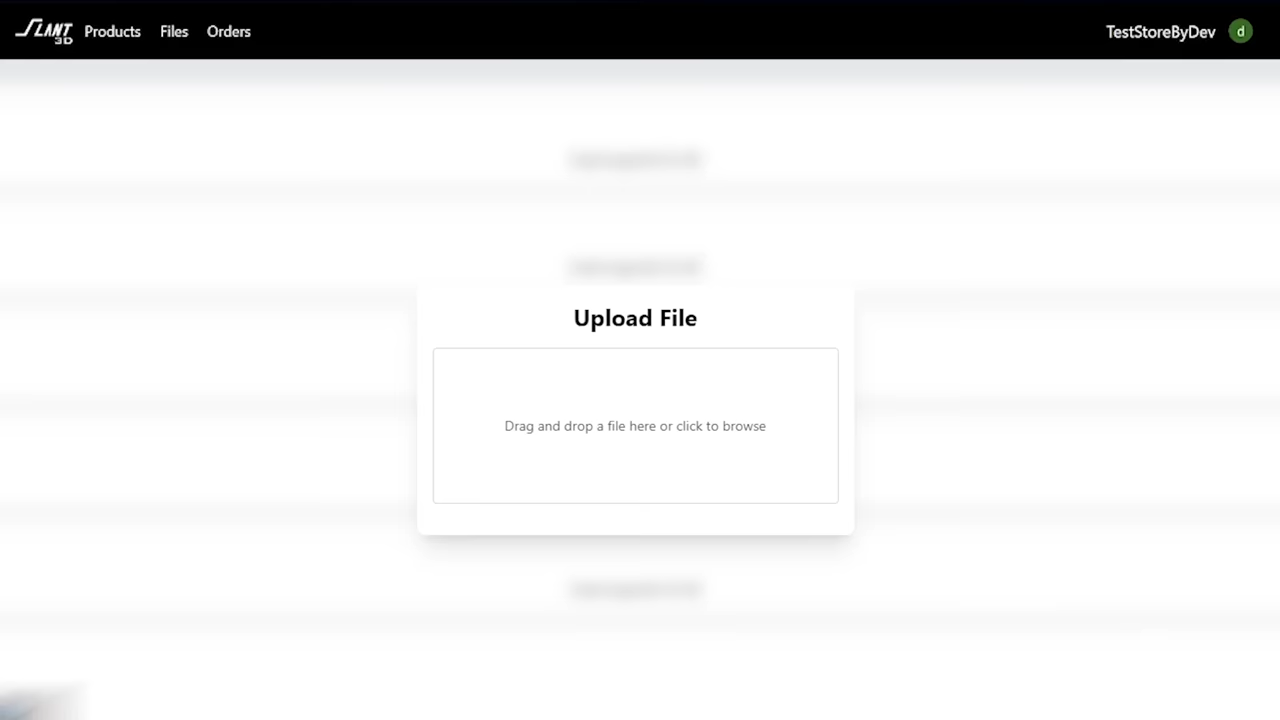 SLANT 3D Products Files Orders TestStoreByDev d
Upload File
Drag and drop a file here or click to browse